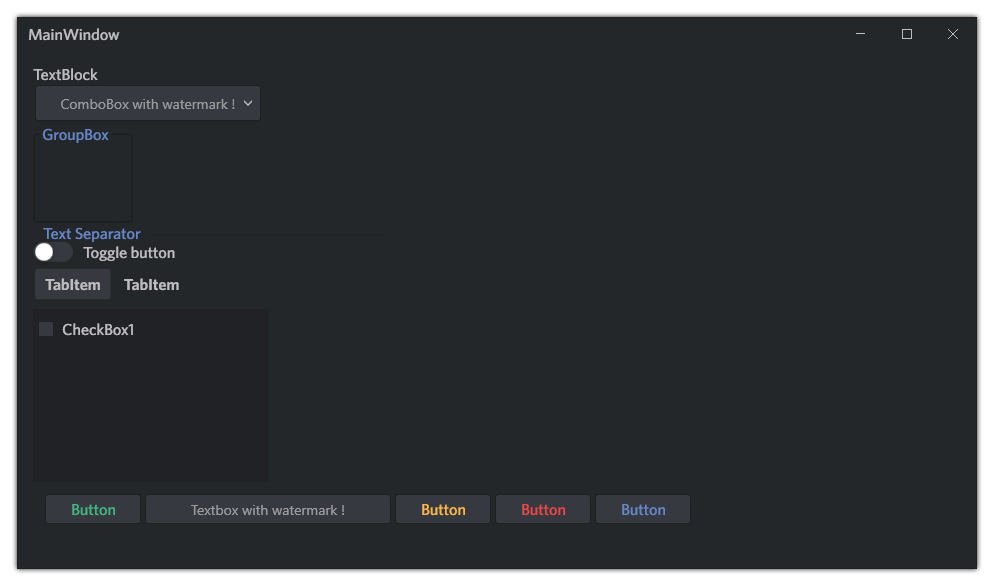 MainWindow
TextBlock
ComboBox with watermark !
GroupBox
Text Separator
Toggle button
TabItem TabItem
CheckBox1
Button Textbox with watermark ! Button Button Button